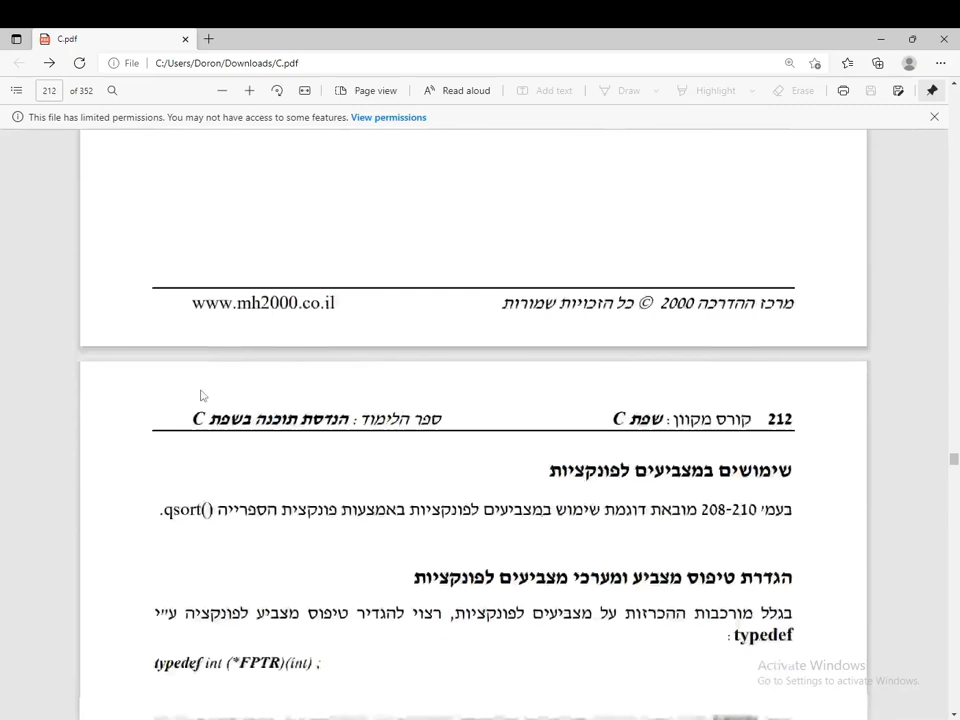 C.pdf
File
C:/Users/Doron/Downloads/C.pdf
212 of 352
Page view
Read aloud
Add text
Draw
Highlight
Erase
This file has limited permissions. You may not have access to some features. View permissions
מרכז ההדרכה 2000 © כל הזכויות שמורות www.mh2000.co.il
212 קורס מקוון: שפת C ספר הלימוד: הנדסת תוכנה בשפת C
שימושים במצביעים לפונקציות
בעמ' 208-210 מובאת דוגמת שימוש במצביעים לפונקציות באמצעות פונקצית הספרייה qsort().
הגדרת טיפוס מצביע ומערכי מצביעים לפונקציות
בגלל מורכבות ההכרזות על מצביעים לפונקציות, רצוי להגדיר טיפוס מצביע לפונקציה ע"י
typedef :
typedef int (*FPTR)(int) ;
Activate Windows
Go to Settings to activate Windows.